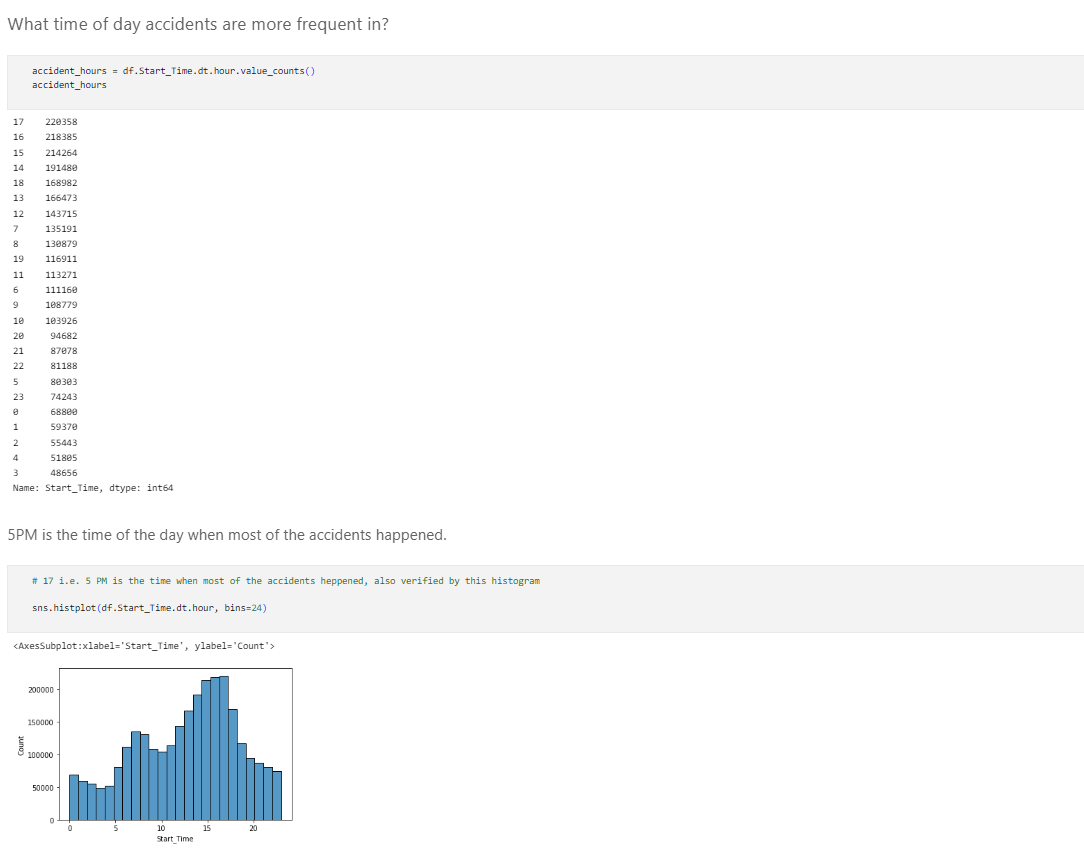 What time of day accidents are more frequent in?
accident_hours = df.Start_Time.dt.hour.value_counts()
accident_hours
17 220358
16 218385
15 214264
14 191480
18 168982
13 166473
12 143715
7 135191
8 130879
19 116911
11 113271
6 111160
9 108779
10 103926
20 94682
21 87078
22 81188
5 80303
23 74243
0 68800
1 59370
2 55443
4 51805
3 48656
Name: Start_Time, dtype: int64
5PM is the time of the day when most of the accidents happened.
# 17 i.e. 5 PM is the time when most of the accidents heppened, also verified by this histogram
sns.histplot(df.Start_Time.dt.hour, bins=24)
<AxesSubplot:xlabel='Start_Time', ylabel='Count'>
200000
150000
100000
50000
0
Count
0 5 10 15 20
Start_Time